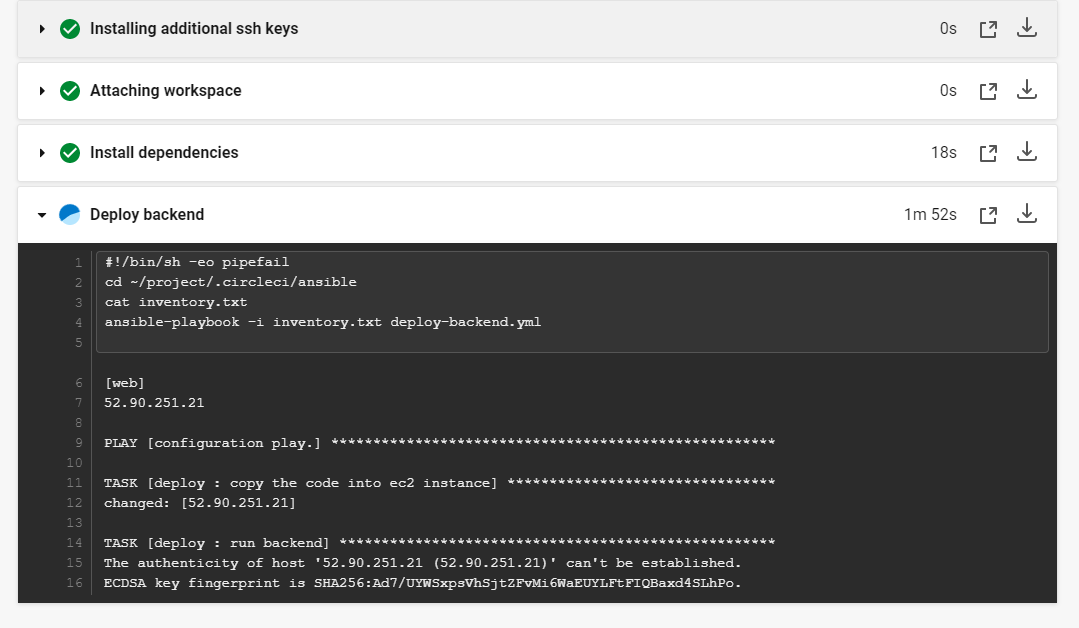 Installing additional ssh keys 0s
Attaching workspace 0s
Install dependencies 18s
Deploy backend 1m 52s
1 #!/bin/sh -eo pipefail
2 cd ~/project/.circleci/ansible
3 cat inventory.txt
4 ansible-playbook -i inventory.txt deploy-backend.yml
5
6 [web]
7 52.90.251.21
8
9 PLAY [configuration play.] *****************************************************
10
11 TASK [deploy : copy the code into ec2 instance] ********************************
12 changed: [52.90.251.21]
13
14 TASK [deploy : run backend] ****************************************************
15 The authenticity of host '52.90.251.21 (52.90.251.21)' can't be established.
16 ECDSA key fingerprint is SHA256:Ad7/UYWSxpsVhSjtZFvMi6WaEUYLFtFIQBaxd4SLhPo.